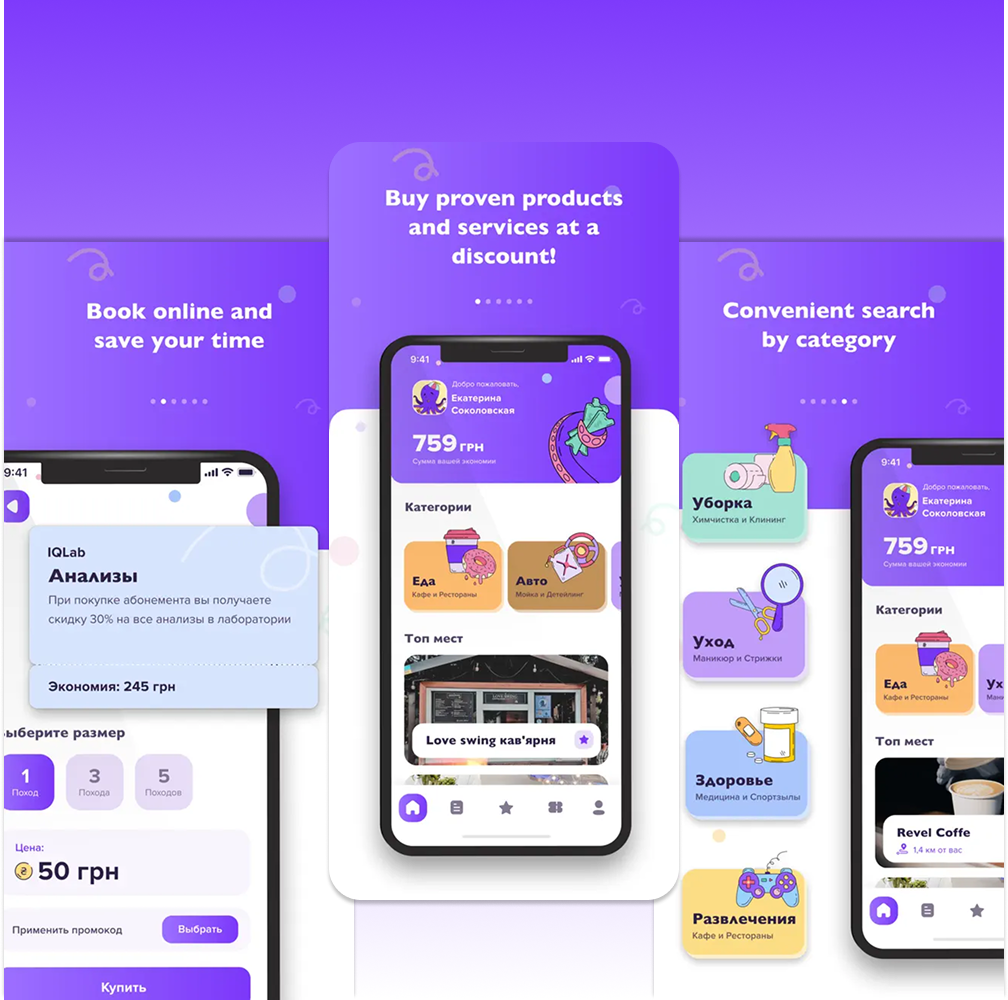 Buy proven products
and services at a
discount!
Book online and
save your time
Convenient search
by category
9:41
IQLab
Анализы
При покупке абонемента вы получаете
скидку 30% на все анализы в лаборатории
Экономия: 245 грн
ыберите размер
1
Поход
3
Похода
5
Походов
Цена:
50 грн
Применить промокод
Выбрать
Купить
9:41
Добро пожаловать,
Екатерина
Соколовская
759 ГРН
Сумма вашей экономии
Категории
Еда
Кафе и Рестораны
Авто
Мойка и Детейлинг
Топ мест
Love swing кав'ярня
Уборка
Химчистка и Клининг
Уход
Маникюр и Стрижки
Здоровье
Медицина и Спортзылы
Развлечения
Кафе и Рестораны
9:41
Добро пожаловать,
Екатерина
Соколовская
759 ГРН
Сумма вашей экономии
Категории
Еда
Кафе и Рестораны
Ух
Мани
Топ мест
Revel Coffe
1,4 км от вас